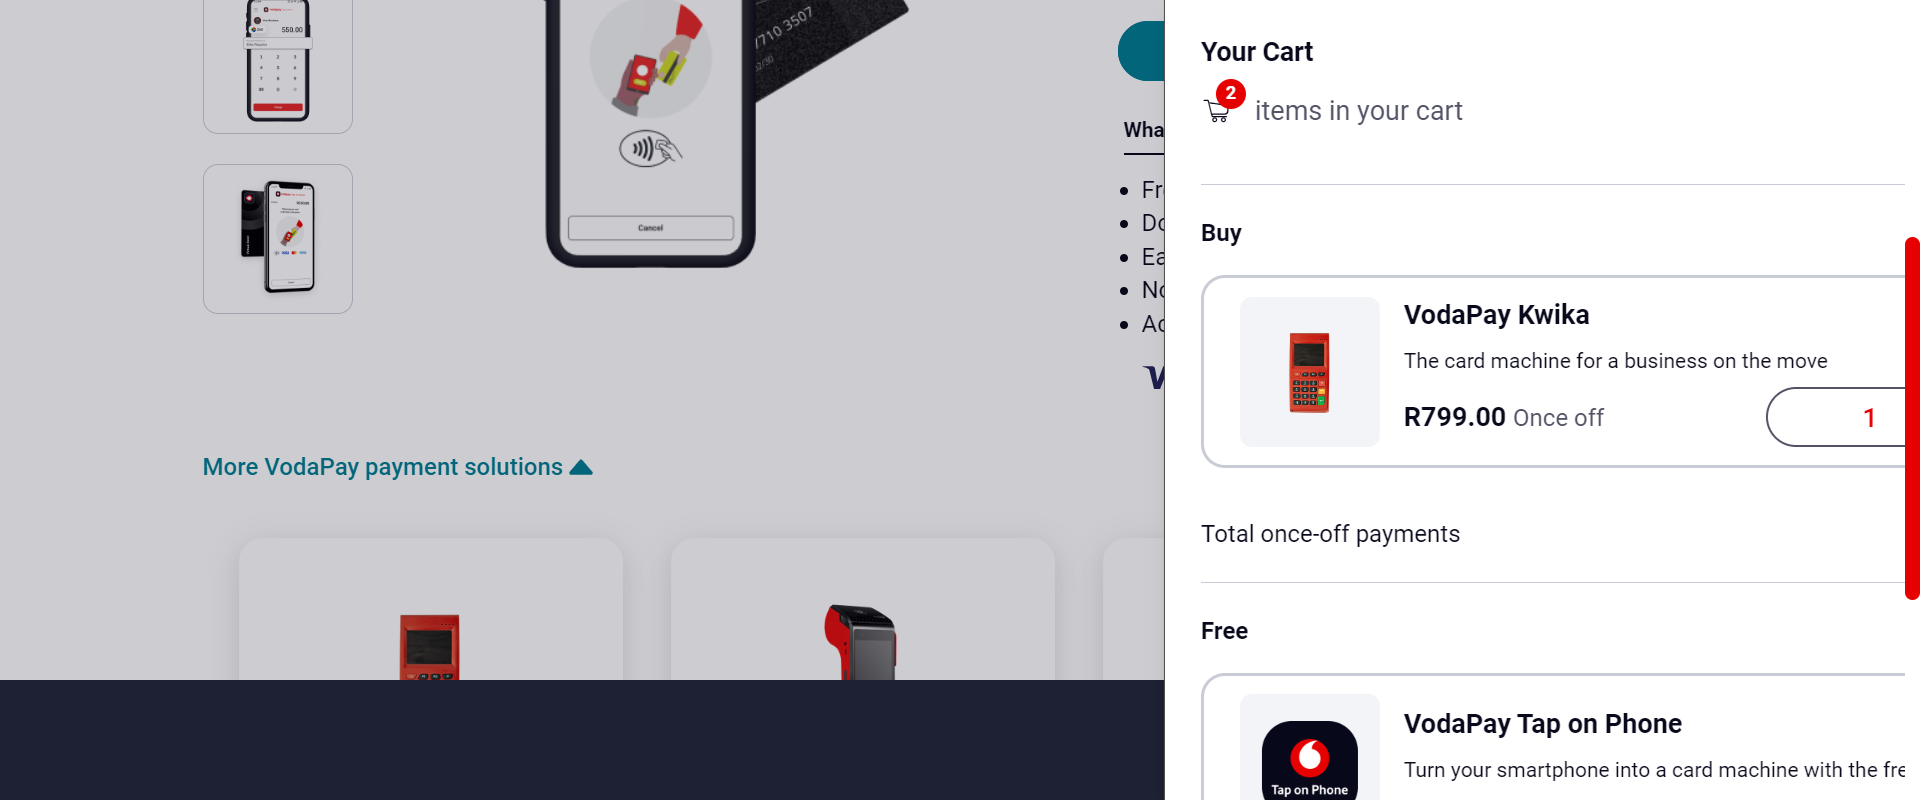 550.00
7710 3507
Cancel
Wha
Fr
Do
Ea
No
Ac
More VodaPay payment solutions
Your Cart
2
items in your cart
Buy
VodaPay Kwika
The card machine for a business on the move
R799.00 Once off
1
Total once-off payments
Free
VodaPay Tap on Phone
Turn your smartphone into a card machine with the fre
Tap on Phone